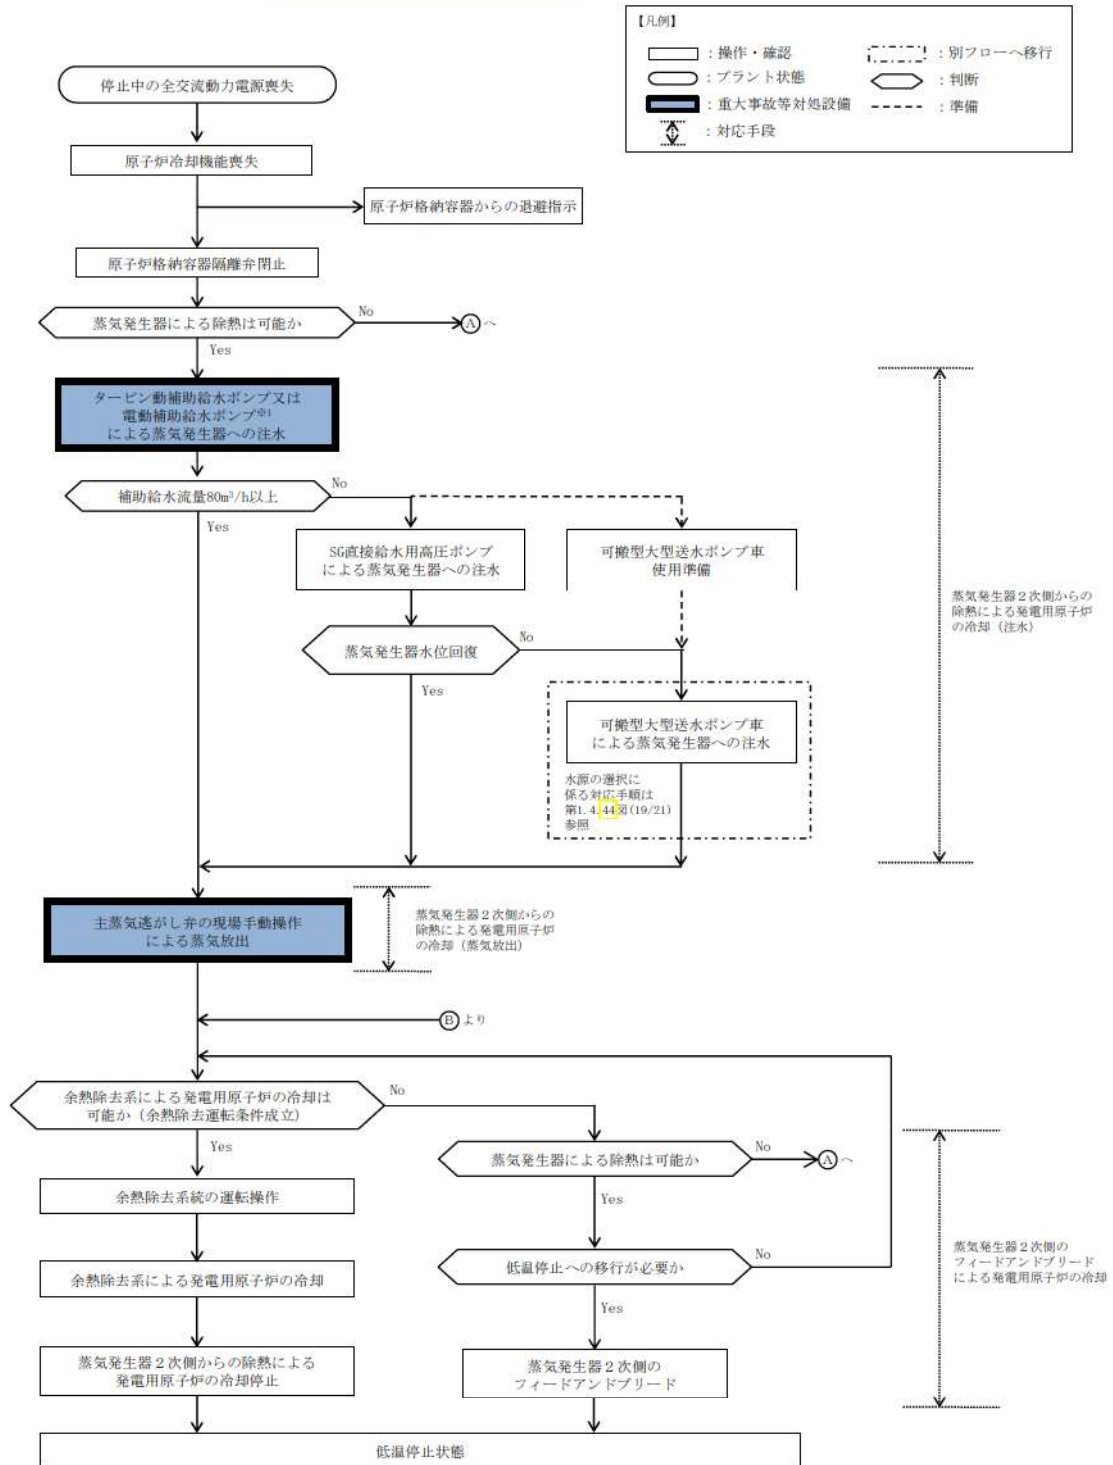 【凡例】
：操作・確認
：別フローへ移行
：プラント状態
：判断
：重大事故等対処設備
：準備
：対応手段
停止中の全交流動力電源喪失
原子炉冷却機能喪失
原子炉格納容器からの退避指示
原子炉格納容器隔離弁閉止
蒸気発生器による除熱は可能か
No
Ⓐへ
Yes
タービン動補助給水ポンプ又は
電動補助給水ポンプ※1
による蒸気発生器への注水
補助給水流量80m³/h以上
No
Yes
SG直接給水用高圧ポンプ
による蒸気発生器への注水
可搬型大型送水ポンプ車
使用準備
蒸気発生器２次側からの
除熱による発電用原子炉
の冷却（注水）
蒸気発生器水位回復
No
Yes
可搬型大型送水ポンプ車
による蒸気発生器への注水
水源の選択に
係る対応手順は
第1.4.44図(19/21)
参照
主蒸気逃がし弁の現場手動操作
による蒸気放出
蒸気発生器２次側からの
除熱による発電用原子炉
の冷却（蒸気放出）
Ⓑより
余熱除去系による発電用原子炉の冷却は
可能か（余熱除去運転条件成立）
No
Yes
蒸気発生器による除熱は可能か
No
Ⓐへ
Yes
余熱除去系統の運転操作
低温停止への移行が必要か
No
Yes
蒸気発生器２次側の
フィードアンドブリード
による発電用原子炉の冷却
余熱除去系による発電用原子炉の冷却
蒸気発生器２次側からの除熱による
発電用原子炉の冷却停止
蒸気発生器２次側の
フィードアンドブリード
低温停止状態